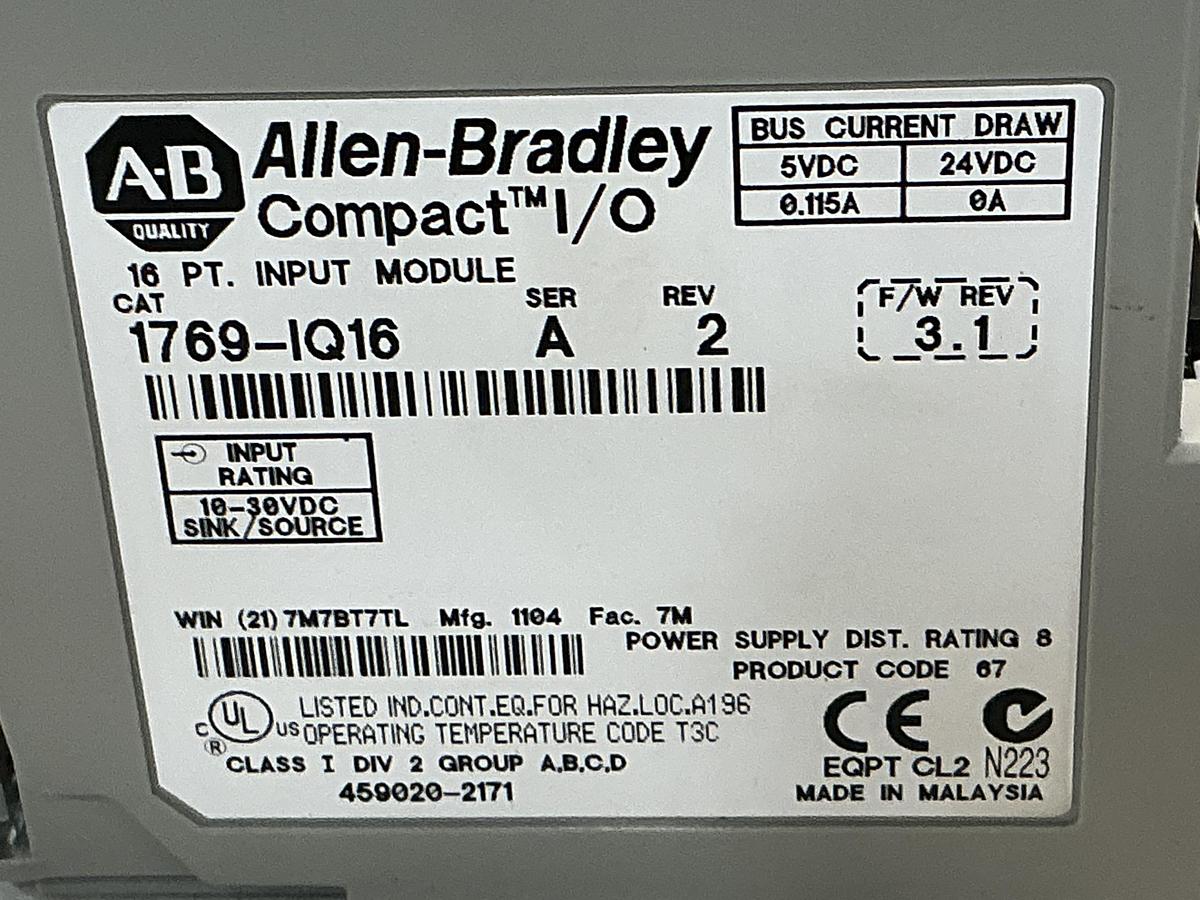 A-B
QUALITY
Allen-Bradley
Compact™ I/O
BUS CURRENT DRAW
5VDC 24VDC
0.115A 0A
16 PT. INPUT MODULE
CAT SER REV F/W REV
1769-IQ16 A 2 3.1
INPUT
RATING
10-30VDC
SINK/SOURCE
WIN (21) 7M7BT7TL Mfg. 1104 Fac. 7M
POWER SUPPLY DIST. RATING 8
PRODUCT CODE 67
C UL US ® LISTED IND.CONT.EQ.FOR HAZ.LOC.A196
OPERATING TEMPERATURE CODE T3C
CLASS I DIV 2 GROUP A,B,C,D
459020-2171
CE
EQPT CL2 N223
MADE IN MALAYSIA